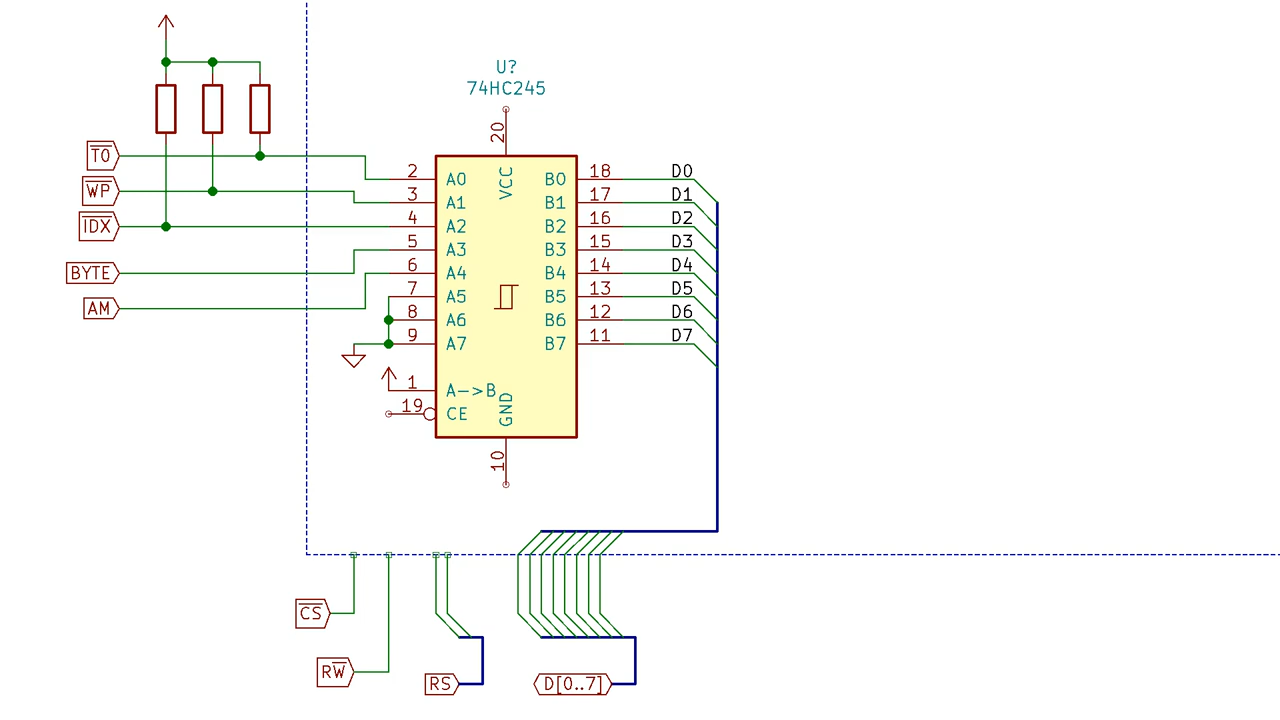 U?
74HC245
20
VCC
T0
WP
IDX
BYTE
AM
2 A0 B0 18 D0
3 A1 B1 17 D1
4 A2 B2 16 D2
5 A3 B3 15 D3
6 A4 B4 14 D4
7 A5 B5 13 D5
8 A6 B6 12 D6
9 A7 B7 11 D7
1 A->B
19 CE
GND
10
CS
RW
RS
D[0..7]